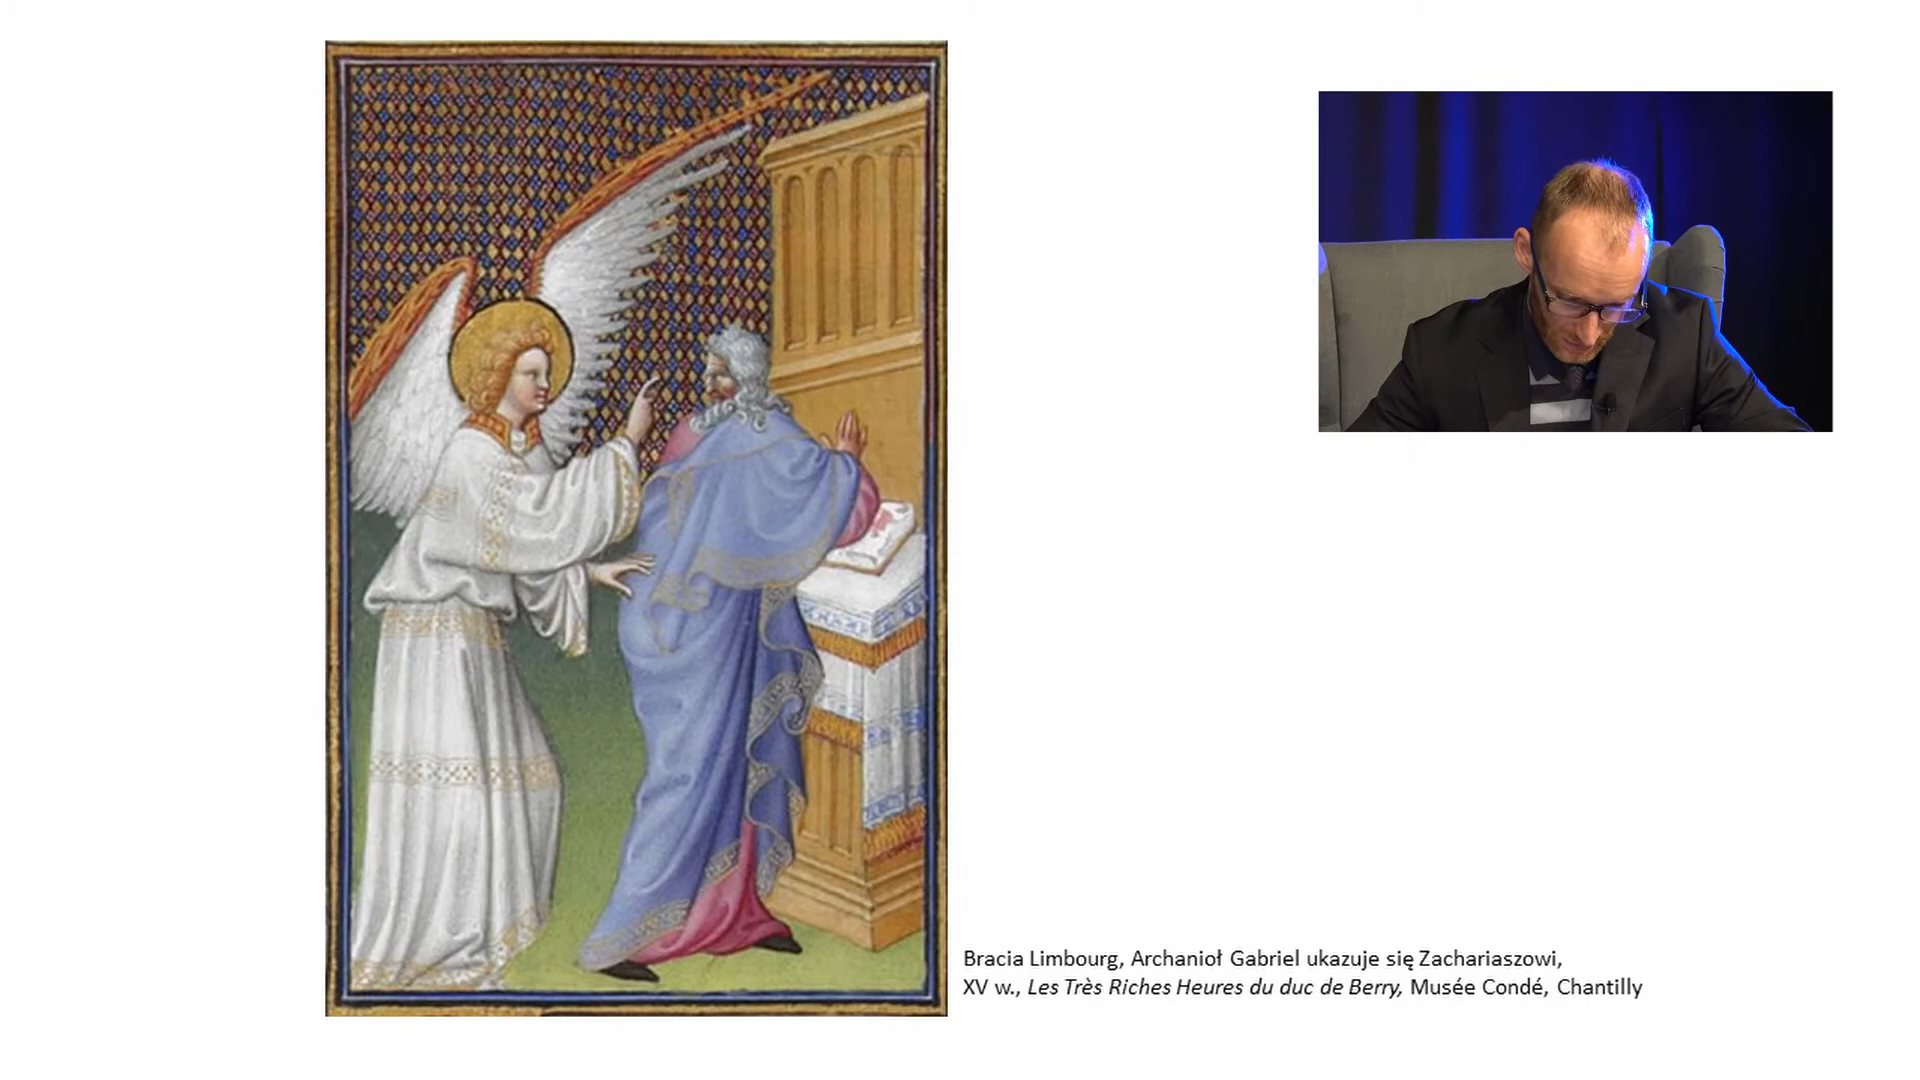 Bracia Limbourg, Archanioł Gabriel ukazuje się Zachariaszowi,
XV w., Les Très Riches Heures du duc de Berry, Musée Condé, Chantilly